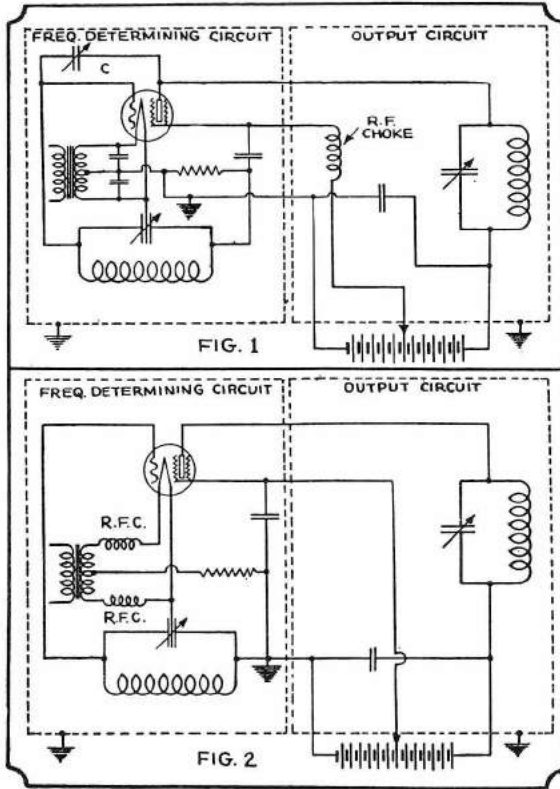 FREQ. DETERMINING CIRCUIT
OUTPUT CIRCUIT
C
R.F.
CHOKE
FIG. 1
FREQ. DETERMINING CIRCUIT
OUTPUT CIRCUIT
R.F.C.
R.F.C.
FIG. 2